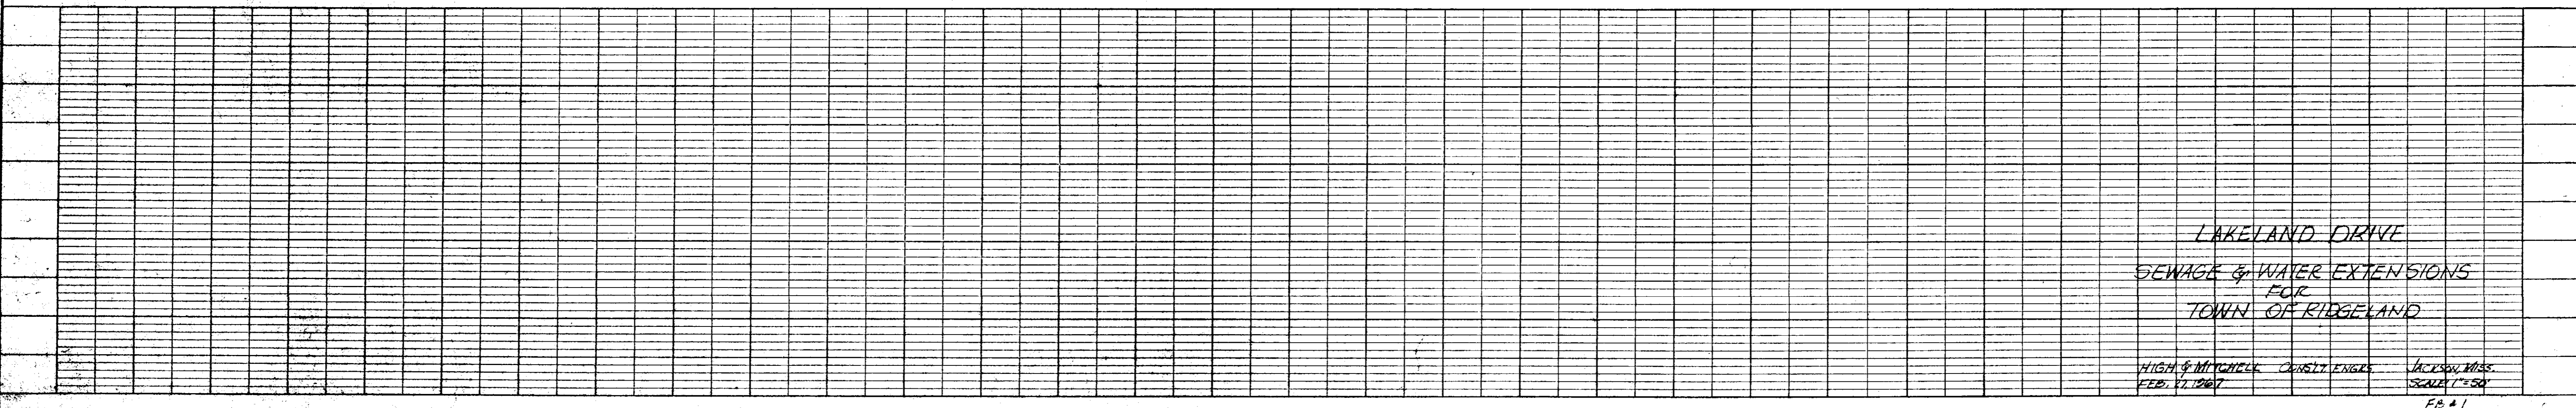 LAKELAND DRIVE
SEWAGE & WATER EXTENSIONS
FOR
TOWN OF RIDGELAND
HIGH & MITCHELL CONSLT ENGRS. JACKSON, MISS.
FEB. 27, 1967 SCALE 1"=50'
FB #1